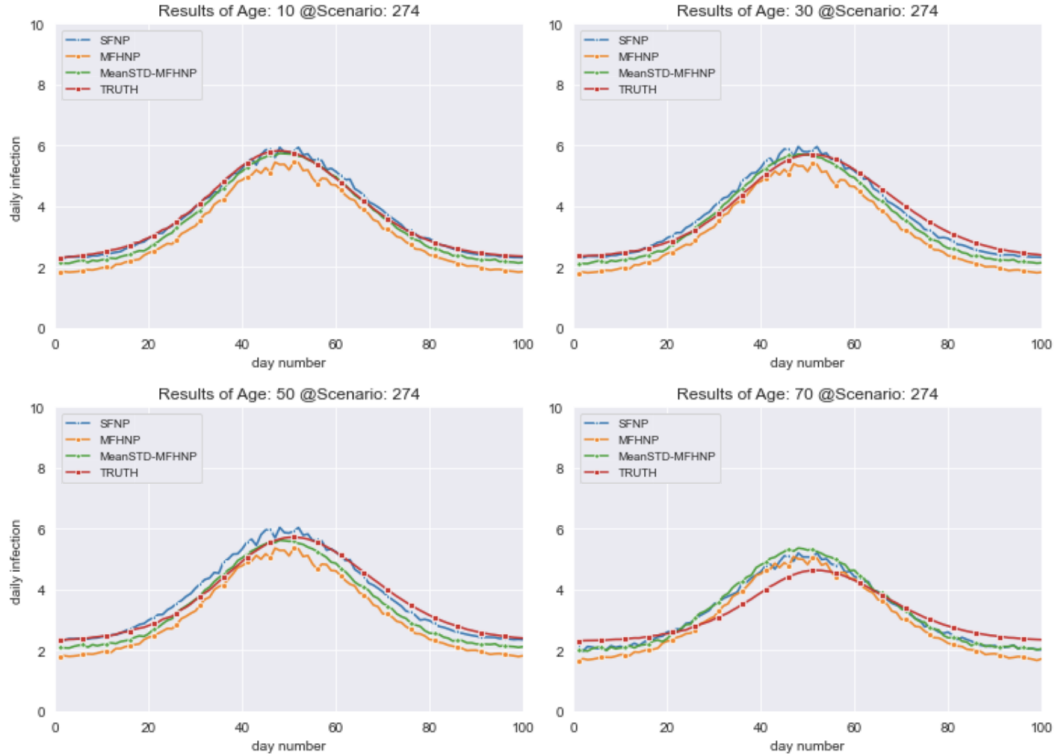 Results of Age: 10 @Scenario: 274
10
8
6
4
2
0
daily infection
SFNP
MFHNP
MeanSTD-MFHNP
TRUTH
0 20 40 60 80 100
day number
Results of Age: 30 @Scenario: 274
10
8
6
4
2
0
SFNP
MFHNP
MeanSTD-MFHNP
TRUTH
0 20 40 60 80 100
day number
Results of Age: 50 @Scenario: 274
10
8
6
4
2
0
daily infection
SFNP
MFHNP
MeanSTD-MFHNP
TRUTH
0 20 40 60 80 100
day number
Results of Age: 70 @Scenario: 274
10
8
6
4
2
0
SFNP
MFHNP
MeanSTD-MFHNP
TRUTH
0 20 40 60 80 100
day number